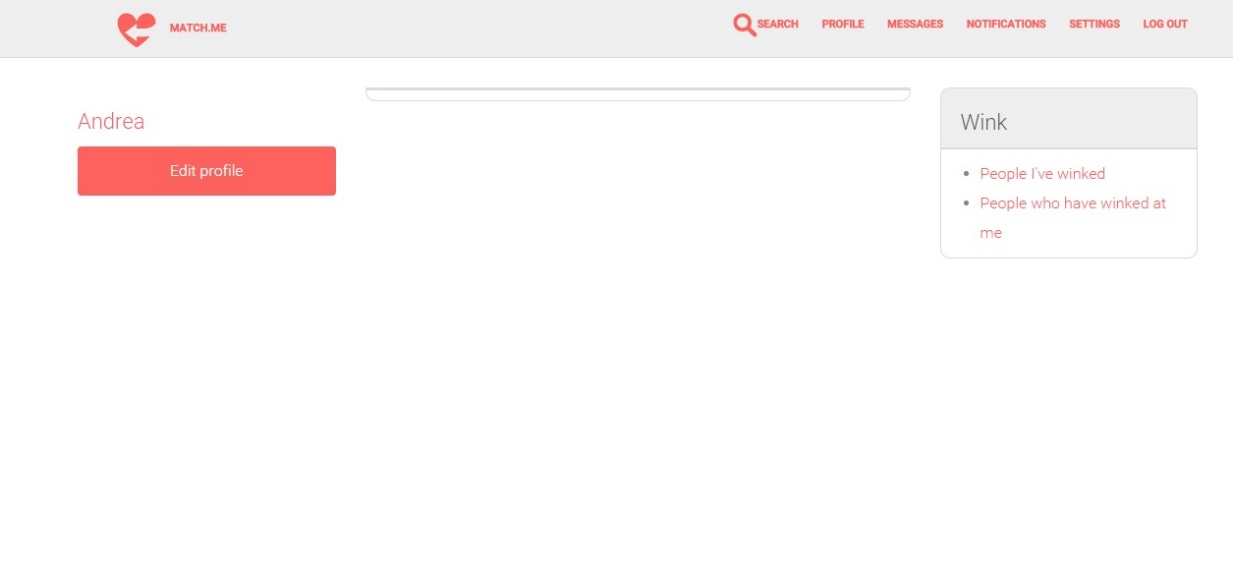 MATCH.ME
SEARCH PROFILE MESSAGES NOTIFICATIONS SETTINGS LOG OUT
Andrea
Edit profile
Wink
People I've winked
People who have winked at
me